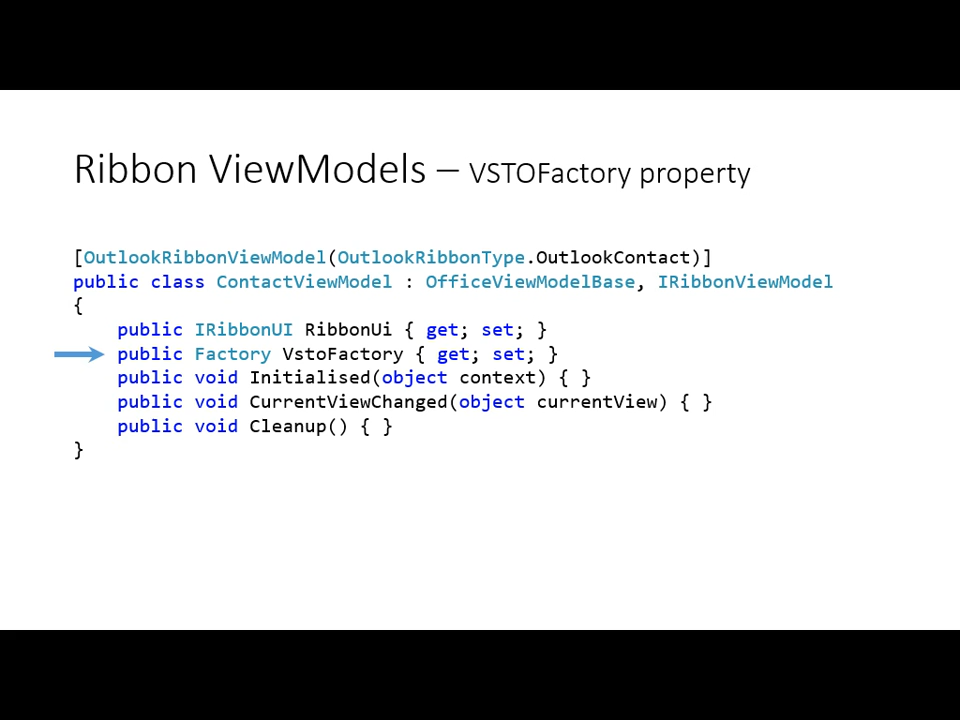 Ribbon ViewModels – VSTOFactory property
[OutlookRibbonViewModel(OutlookRibbonType.OutlookContact)]
public class ContactViewModel : OfficeViewModelBase, IRibbonViewModel
{
    public IRibbonUI RibbonUi { get; set; }
    public Factory VstoFactory { get; set; }
    public void Initialised(object context) { }
    public void CurrentViewChanged(object currentView) { }
    public void Cleanup() { }
}